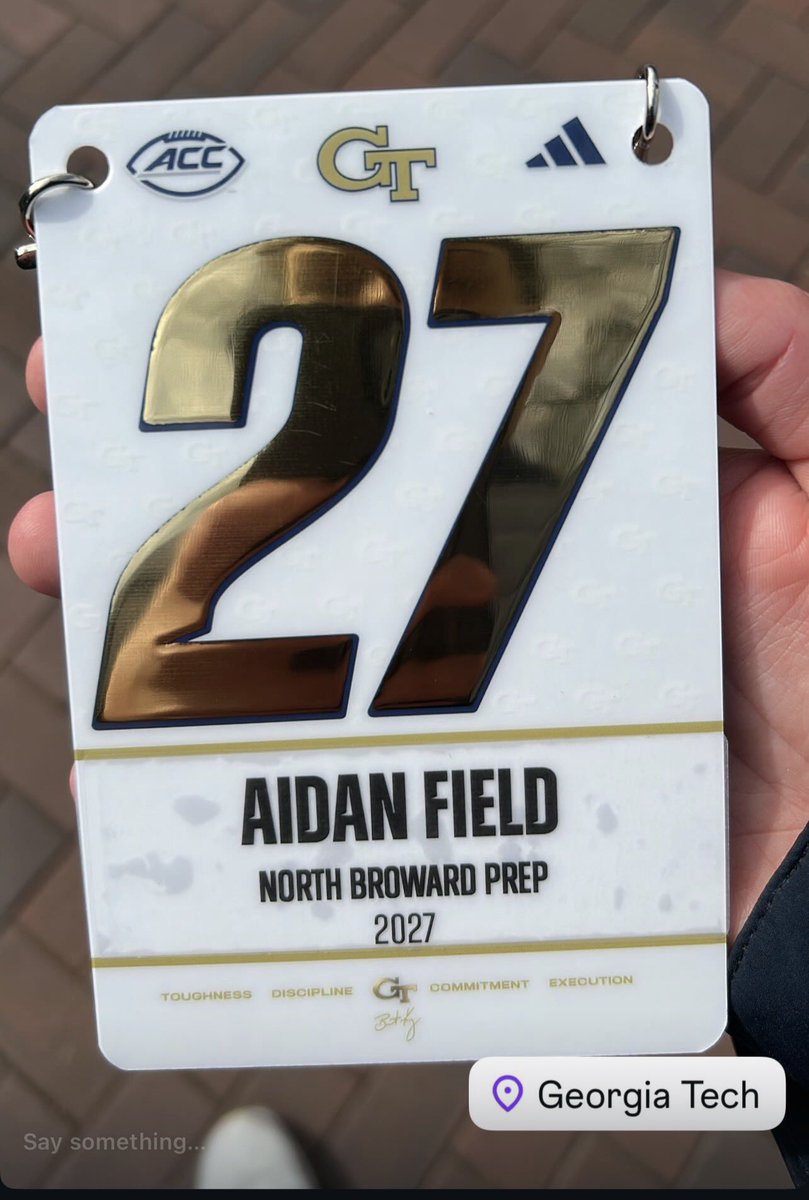 ACC GT
27
AIDAN FIELD
NORTH BROWARD PREP
2027
TOUGHNESS DISCIPLINE GT COMMITMENT EXECUTION
Georgia Tech
Say something...